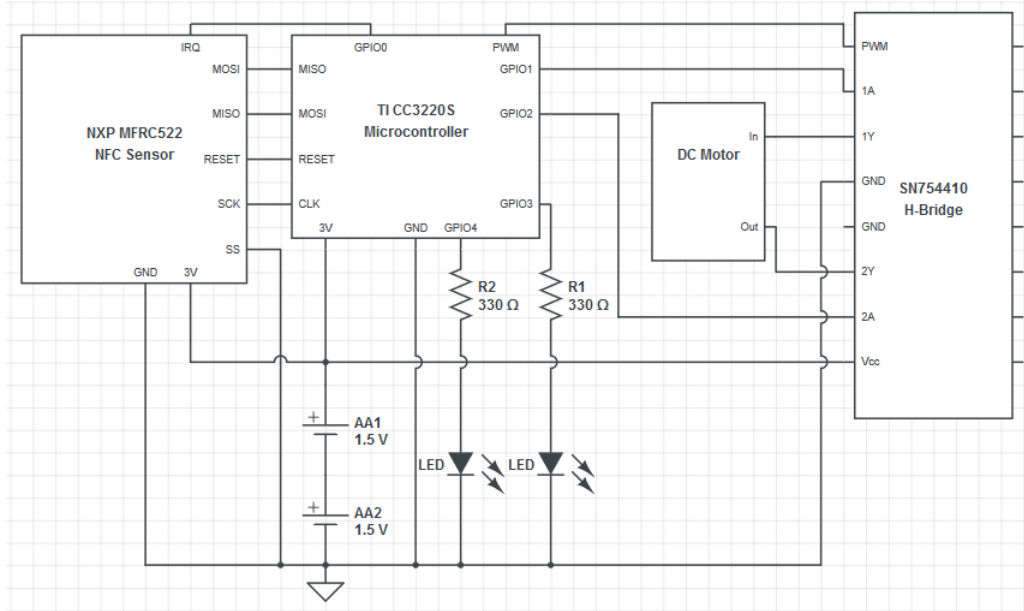 IRQ
MOSI
MISO
RESET
SCK
SS
GND
3V
NXP MFRC522
NFC Sensor
GPIO0
PWM
MISO
MOSI
RESET
CLK
GPIO1
GPIO2
GPIO3
3V
GND
GPIO4
TI CC3220S
Microcontroller
In
DC Motor
Out
PWM
1A
1Y
GND
GND
2Y
2A
Vcc
SN754410
H-Bridge
R2
330 Ω
R1
330 Ω
+
AA1
1.5 V
+
AA2
1.5 V
LED
LED